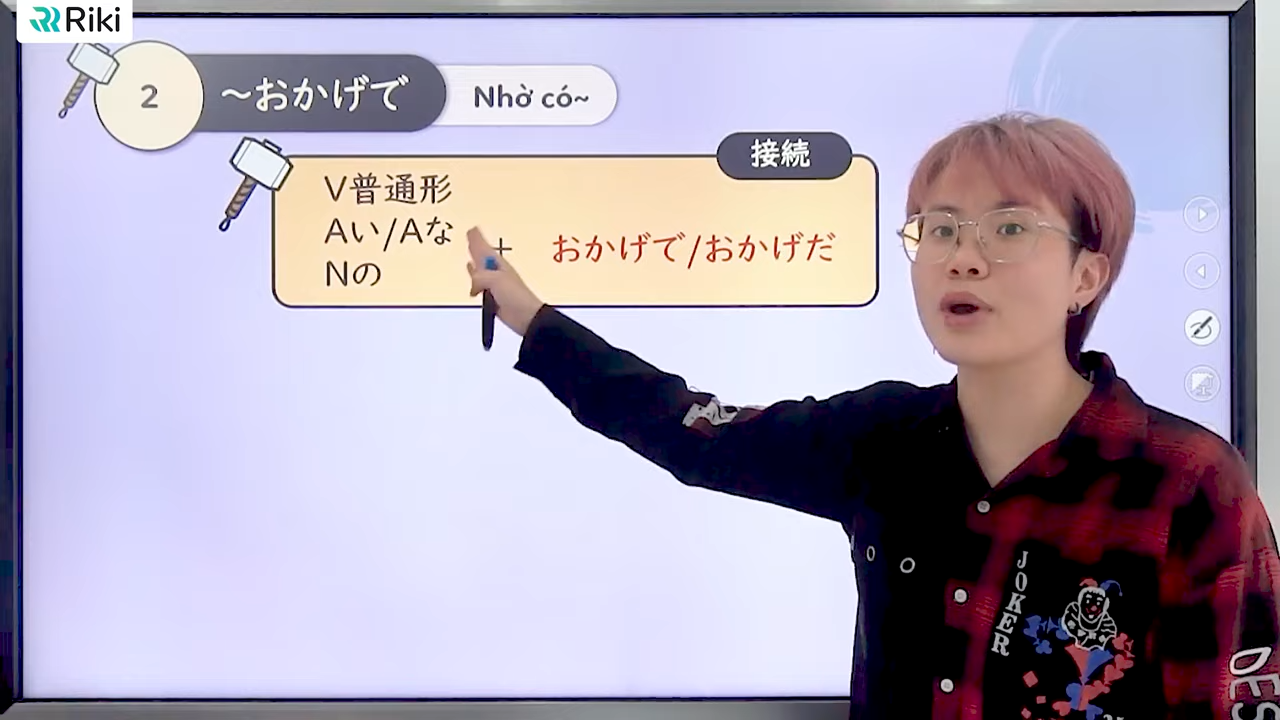 Riki
2
～おかげで
Nhờ có~
接続
V普通形
Aい/Aな
+ おかげで/おかげだ
Nの
JOKER
DES